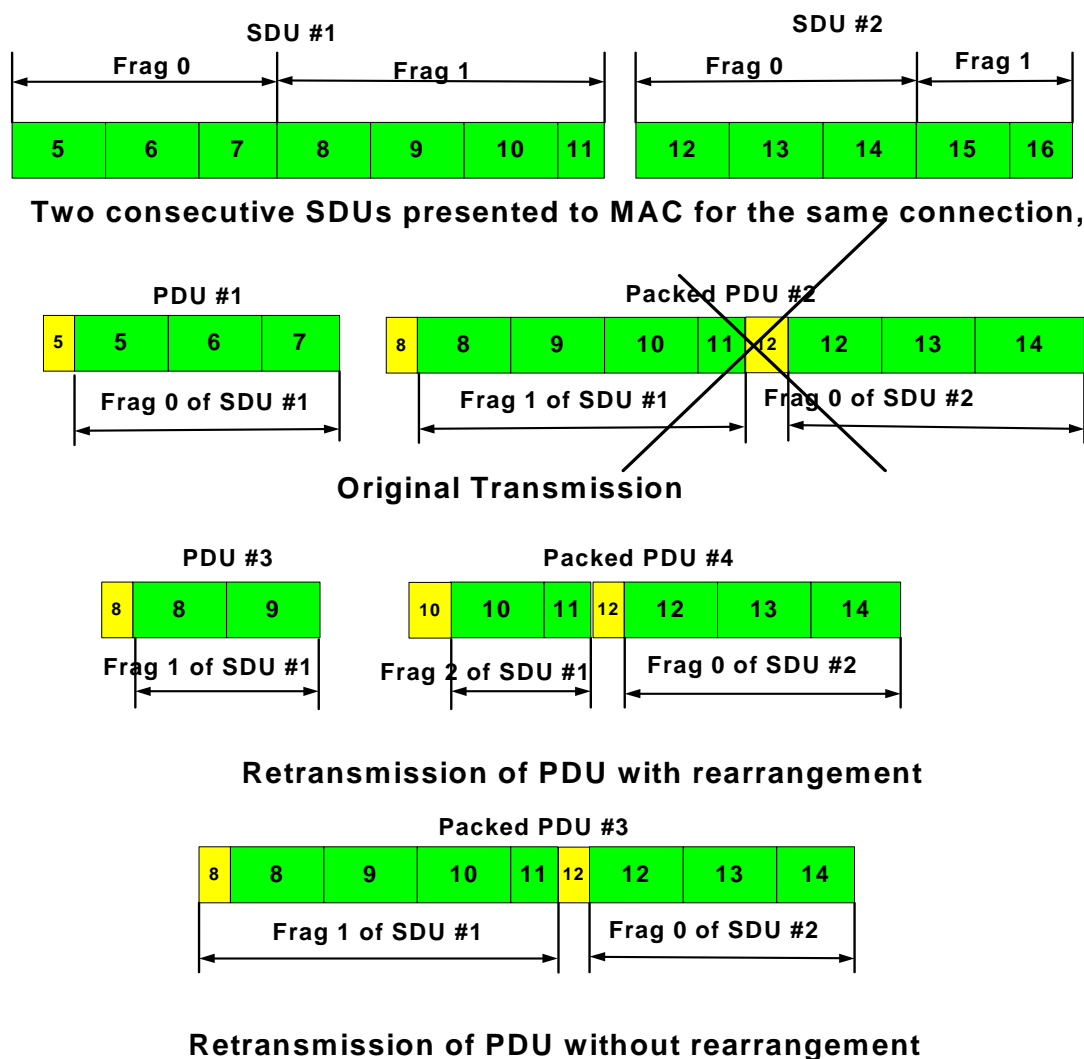 SDU #1 SDU #2
Frag 0 Frag 1 Frag 0 Frag 1
5 6 7 8 9 10 11 12 13 14 15 16
Two consecutive SDUs presented to MAC for the same connection,
PDU #1 Packed PDU #2
5 5 6 7 8 8 9 10 11 12 12 13 14
Frag 0 of SDU #1 Frag 1 of SDU #1 Frag 0 of SDU #2
Original Transmission
PDU #3 Packed PDU #4
8 8 9 10 10 11 12 12 13 14
Frag 1 of SDU #1 Frag 2 of SDU #1 Frag 0 of SDU #2
Retransmission of PDU with rearrangement
Packed PDU #3
8 8 9 10 11 12 12 13 14
Frag 1 of SDU #1 Frag 0 of SDU #2
Retransmission of PDU without rearrangement